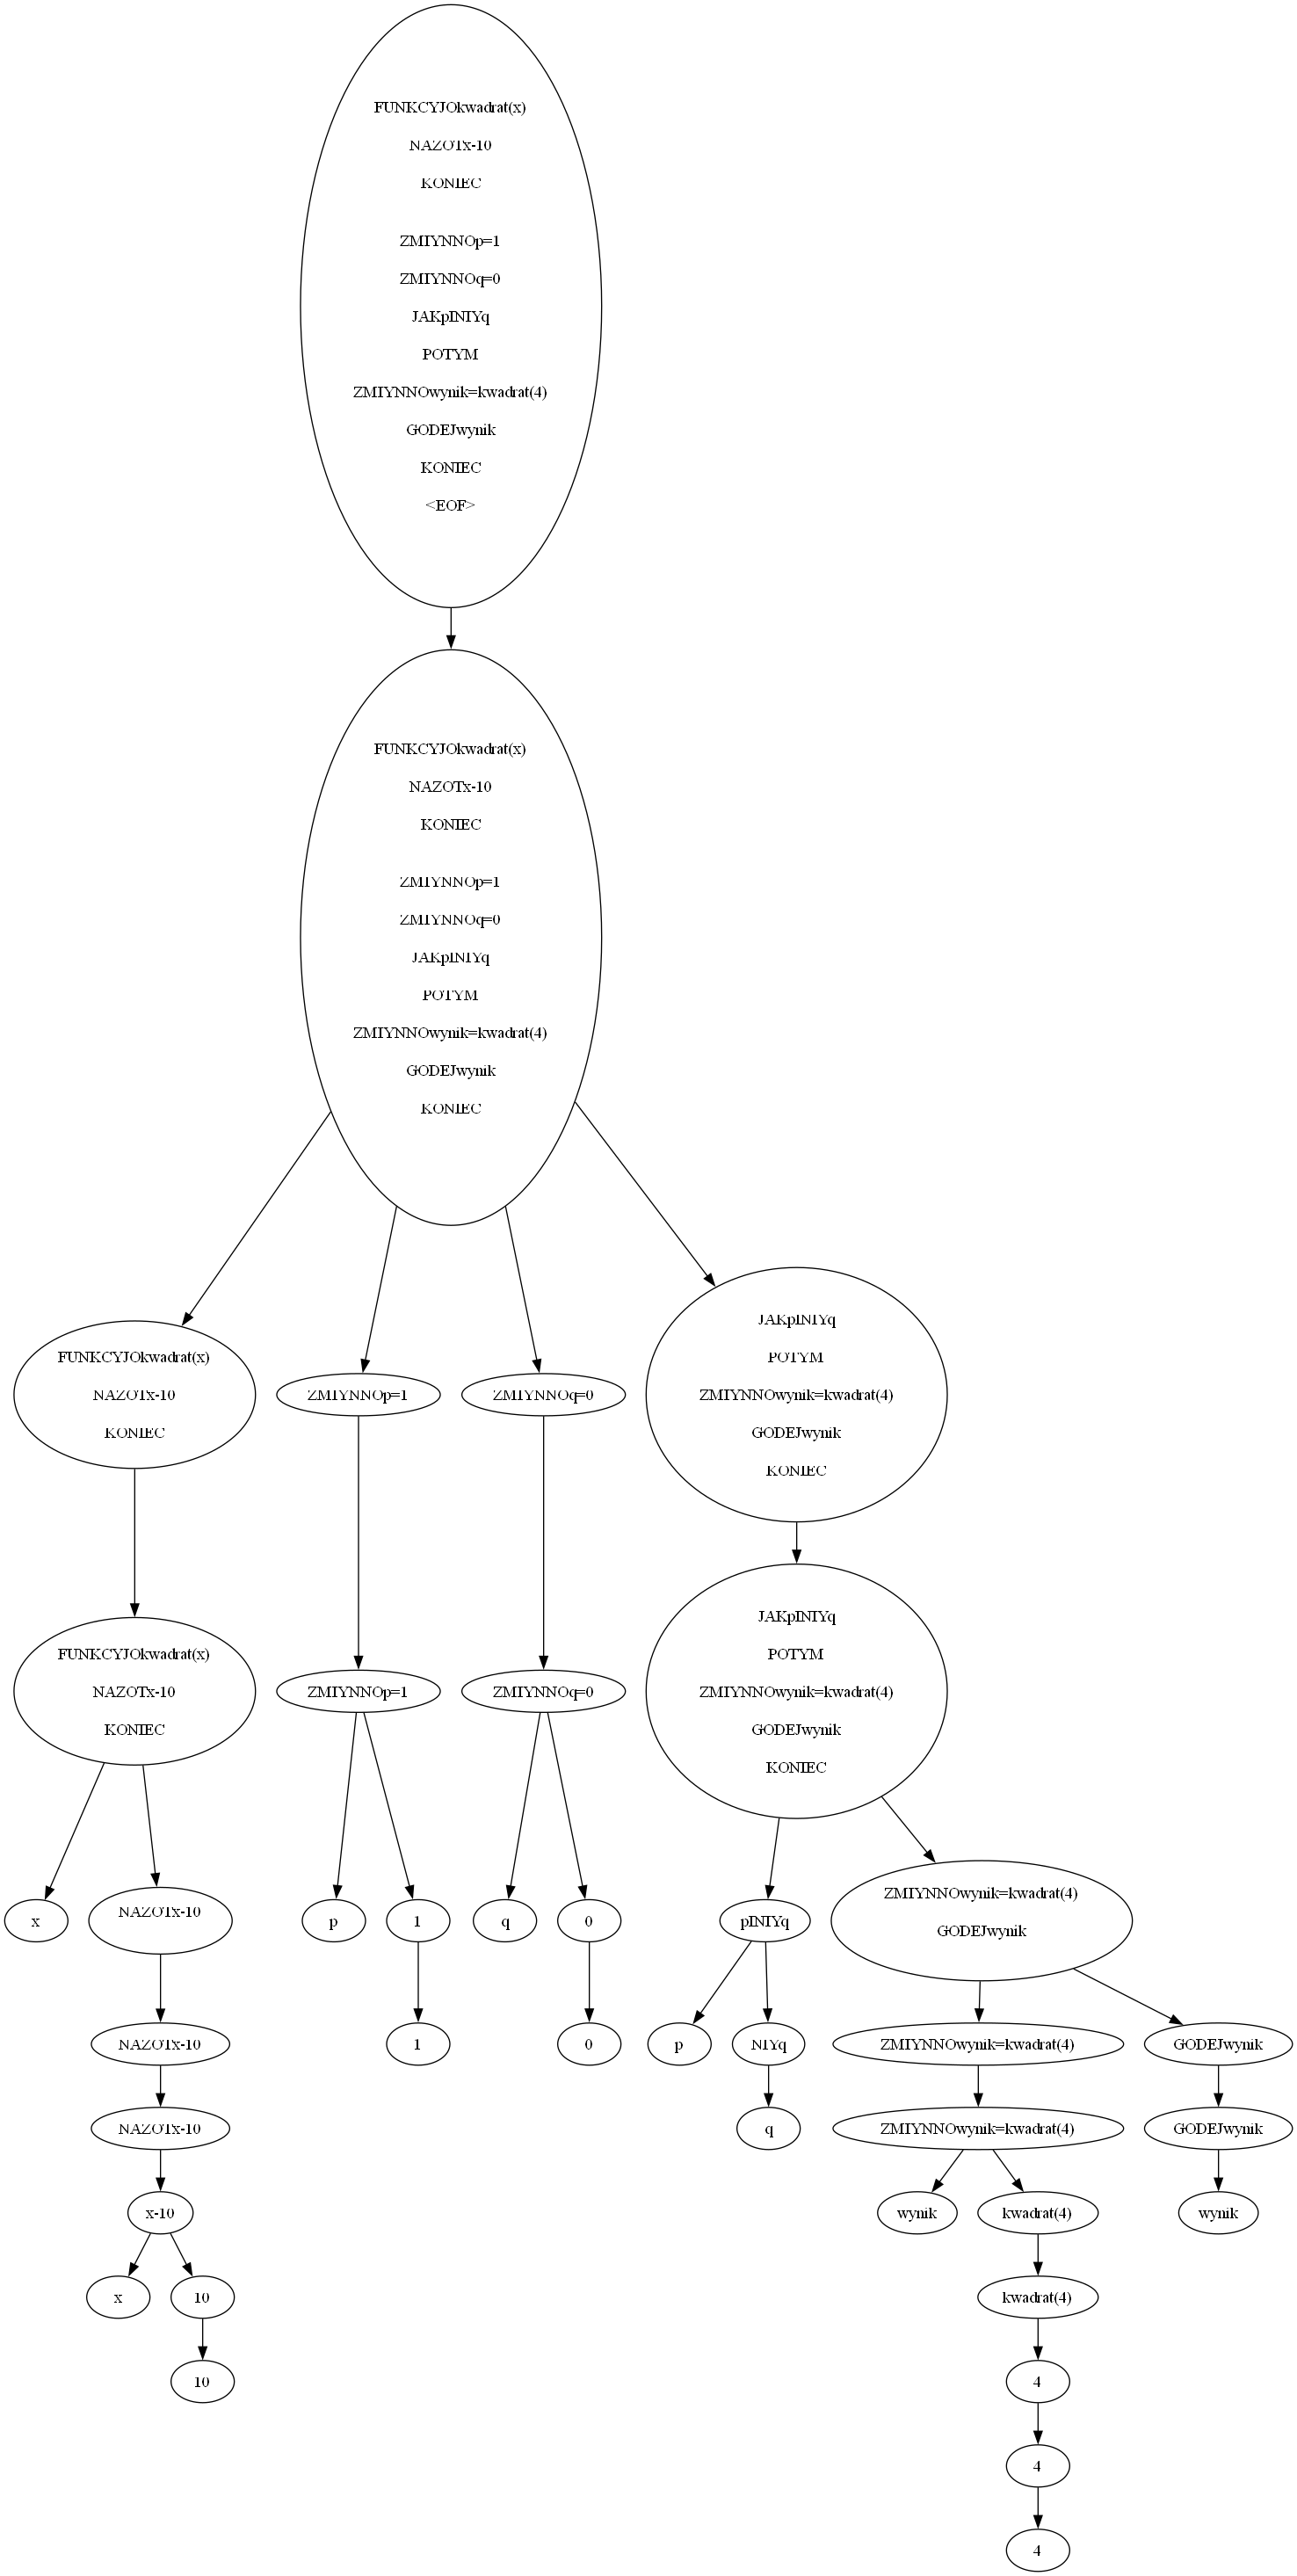 FUNKCYJOkwadrat(x)
NAZOTx-10
KONIEC
ZMIYNNOp=1
ZMIYNNOq=0
JAKpINIYq
POTYM
ZMIYNNOwynik=kwadrat(4)
GODEJwynik
KONIEC
<EOF>
FUNKCYJOkwadrat(x)
NAZOTx-10
KONIEC
ZMIYNNOp=1
ZMIYNNOq=0
JAKpINIYq
POTYM
ZMIYNNOwynik=kwadrat(4)
GODEJwynik
KONIEC
FUNKCYJOkwadrat(x)
NAZOTx-10
KONIEC
ZMIYNNOp=1
ZMIYNNOq=0
JAKpINIYq
POTYM
ZMIYNNOwynik=kwadrat(4)
GODEJwynik
KONIEC
FUNKCYJOkwadrat(x)
NAZOTx-10
KONIEC
ZMIYNNOp=1
ZMIYNNOq=0
JAKpINIYq
POTYM
ZMIYNNOwynik=kwadrat(4)
GODEJwynik
KONIEC
x
NAZOTx-10
p
1
q
0
pINIYq
ZMIYNNOwynik=kwadrat(4)
GODEJwynik
NAZOTx-10
1
0
p
NIYq
ZMIYNNOwynik=kwadrat(4)
GODEJwynik
NAZOTx-10
q
ZMIYNNOwynik=kwadrat(4)
GODEJwynik
x-10
wynik
kwadrat(4)
wynik
x
10
kwadrat(4)
10
4
4
4